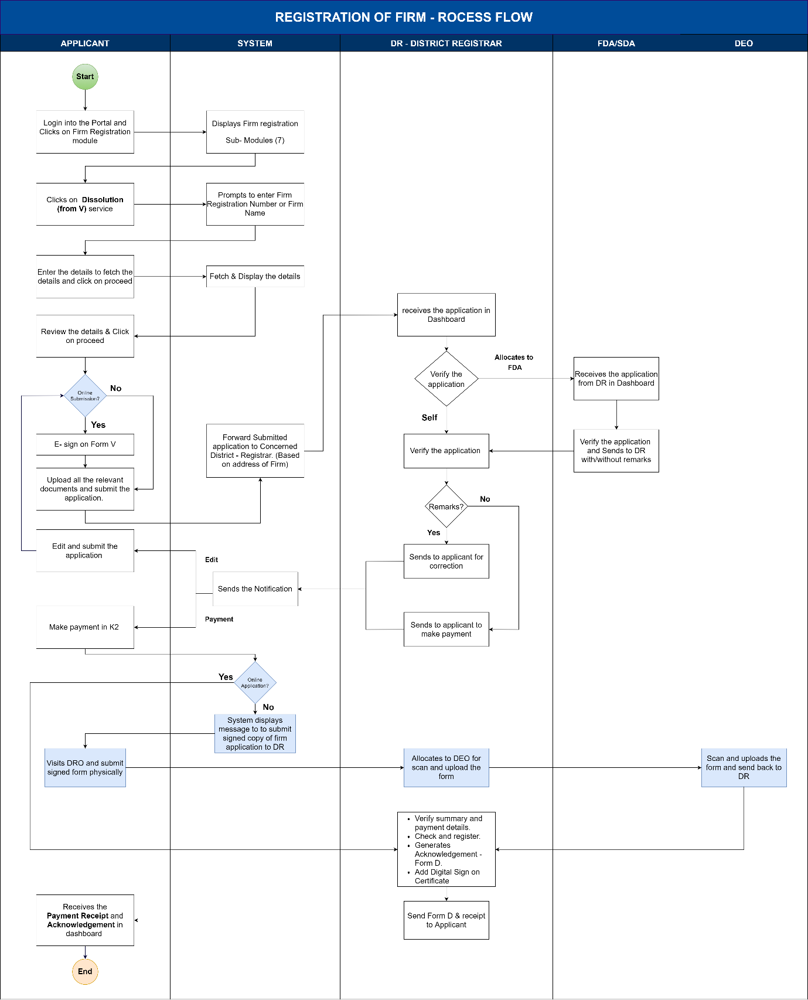 REGISTRATION OF FIRM - ROCESS FLOW
APPLICANT
SYSTEM
DR - DISTRICT REGISTRAR
FDA/SDA
DEO
Start
Login into the Portal and
Clicks on Firm Registration
module
Displays Firm registration
Sub- Modules (7)
Clicks on Dissolution
(from V) service
Prompts to enter Firm
Registration Number or Firm
Name
Enter the details to fetch the
details and click on proceed
Fetch & Display the details
receives the application in
Dashboard
Review the details & Click
on proceed
Verify the
application
Allocates to
FDA
Receives the application
from DR in Dashboard
Online
Submission?
No
Yes
Self
E- sign on Form V
Forward Submitted
application to Concerned
District - Registrar. (Based
on address of Firm)
Verify the application
Verify the application
and Sends to DR
with/without remarks
Upload all the relevant
documents and submit the
application.
Remarks?
No
Yes
Edit and submit the
application
Edit
Sends to applicant for
correction
Sends the Notification
Payment
Make payment in K2
Sends to applicant to
make payment
Yes
Online
Application?
No
System displays
message to to submit
signed copy of firm
application to DR
Visits DRO and submit
signed form physically
Allocates to DEO for
scan and upload the
form
Scan and uploads the
form and send back to
DR
• Verify summary and
payment details.
• Check and register.
• Generates
Acknowledgement -
Form D.
• Add Digital Sign on
Certificate
Receives the
Payment Receipt and
Acknowledgement in
dashboard
Send Form D & receipt
to Applicant
End